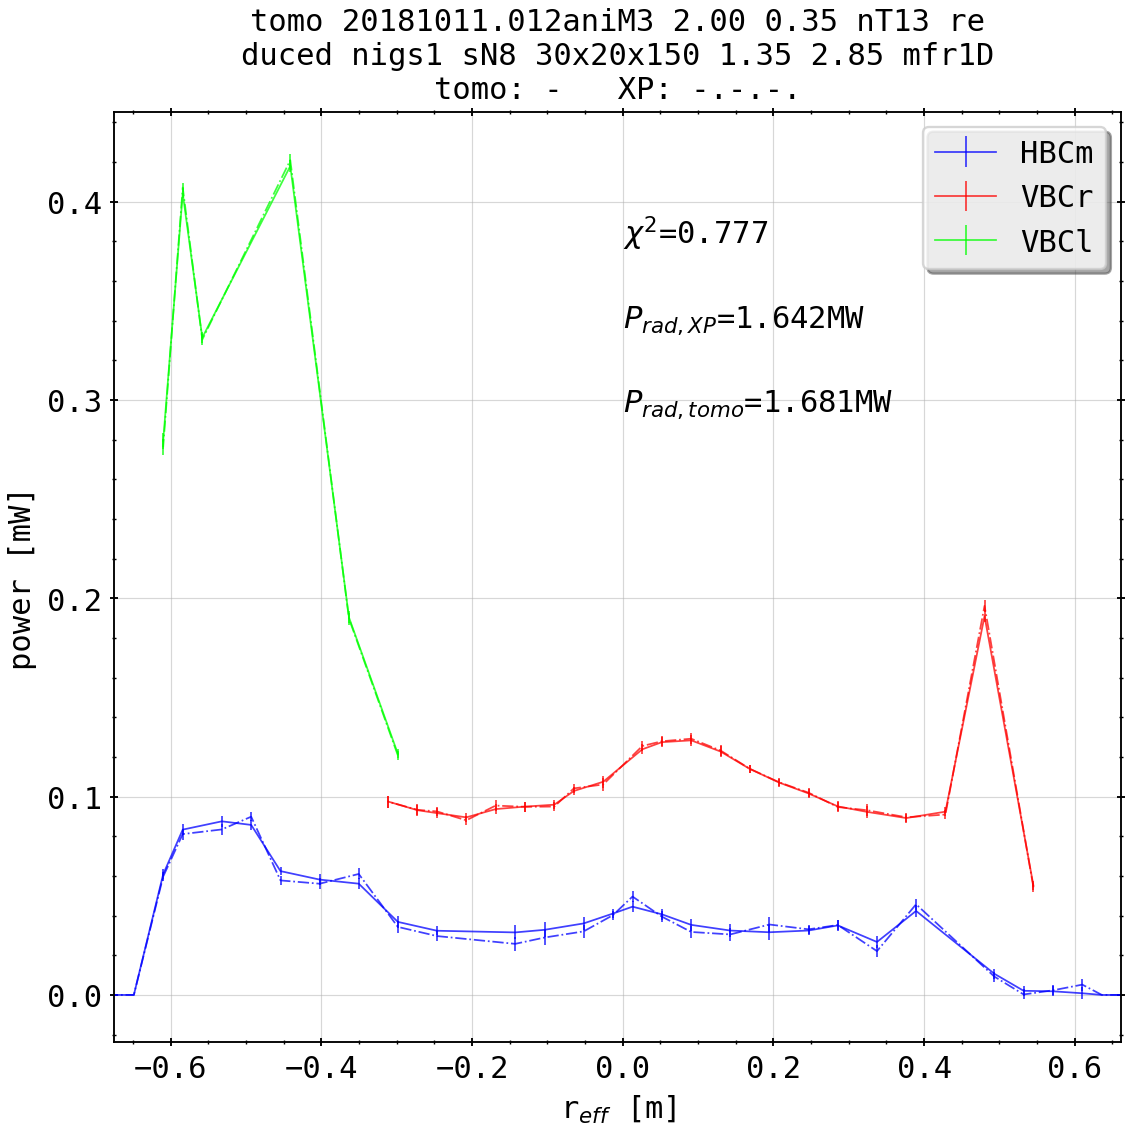 tomo 20181011.012aniM3 2.00 0.35 nT13 re
duced nigs1 sN8 30x20x150 1.35 2.85 mfr1D
tomo: -   XP: -.-.-.
HBCm
VBCr
VBCl
χ²=0.777
P_rad,XP=1.642MW
P_rad,tomo=1.681MW
power [mW]
0.4
0.3
0.2
0.1
0.0
−0.6 −0.4 −0.2 0.0 0.2 0.4 0.6
r_eff [m]